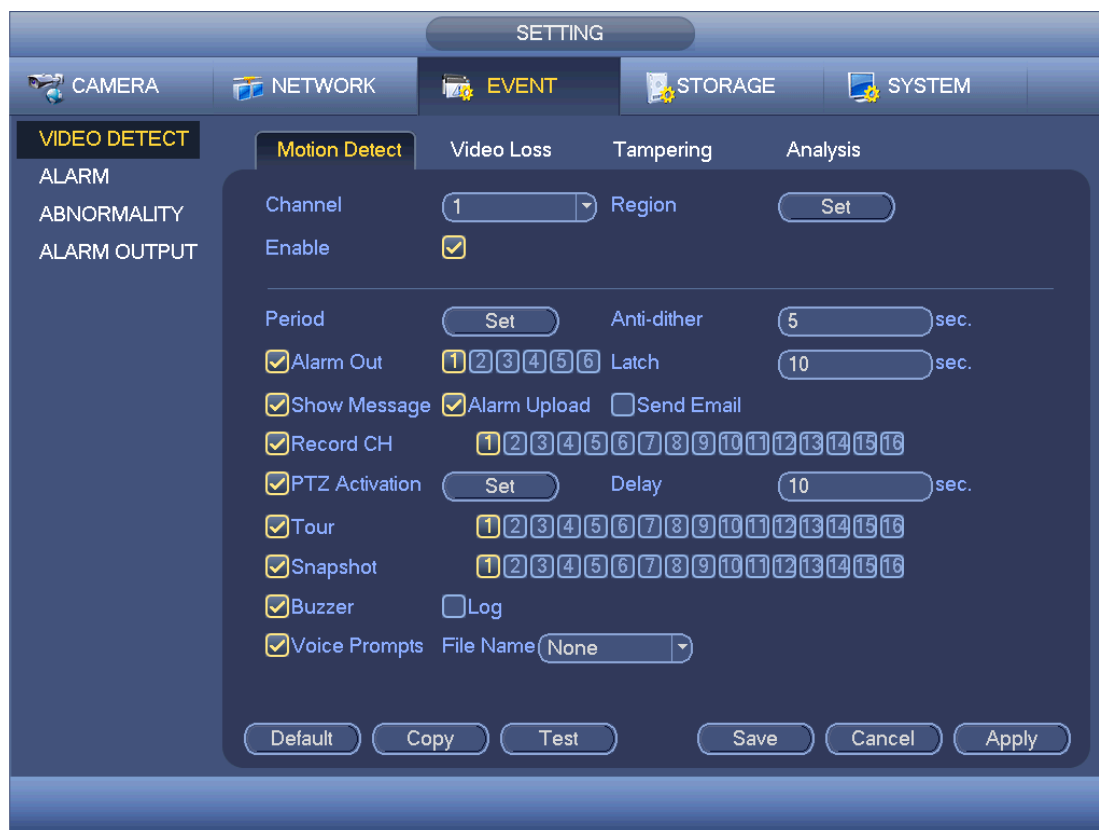 SETTING
CAMERA NETWORK EVENT STORAGE SYSTEM
VIDEO DETECT
ALARM
ABNORMALITY
ALARM OUTPUT
Motion Detect Video Loss Tampering Analysis
Channel 1 Region Set
Enable
Period Set Anti-dither 5 sec.
Alarm Out 1 2 3 4 5 6 Latch 10 sec.
Show Message Alarm Upload Send Email
Record CH 1 2 3 4 5 6 7 8 9 10 11 12 13 14 15 16
PTZ Activation Set Delay 10 sec.
Tour 1 2 3 4 5 6 7 8 9 10 11 12 13 14 15 16
Snapshot 1 2 3 4 5 6 7 8 9 10 11 12 13 14 15 16
Buzzer Log
Voice Prompts File Name None
Default Copy Test Save Cancel Apply